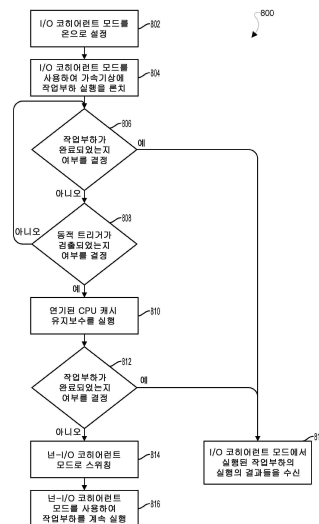 800
I/O 코히어런트 모드를
온으로 설정
802
I/O 코히어런트 모드를
사용하여 가속기상에
작업부하 실행을 론치
804
작업부하가
완료되었는지
여부를 결정
806
예
아니오
동적 트리거가
검출되었는지
여부를 결정
808
아니오
예
연기된 CPU 캐시
유지보수를 실행
810
작업부하가
완료되었는지
여부를 결정
812
예
아니오
넌-I/O 코히어런트
모드로 스위칭
814
넌-I/O 코히어런트
모드를 사용하여
작업부하를 계속 실행
816
I/O 코히어런트 모드에서
실행된 작업부하의
실행의 결과들을 수신